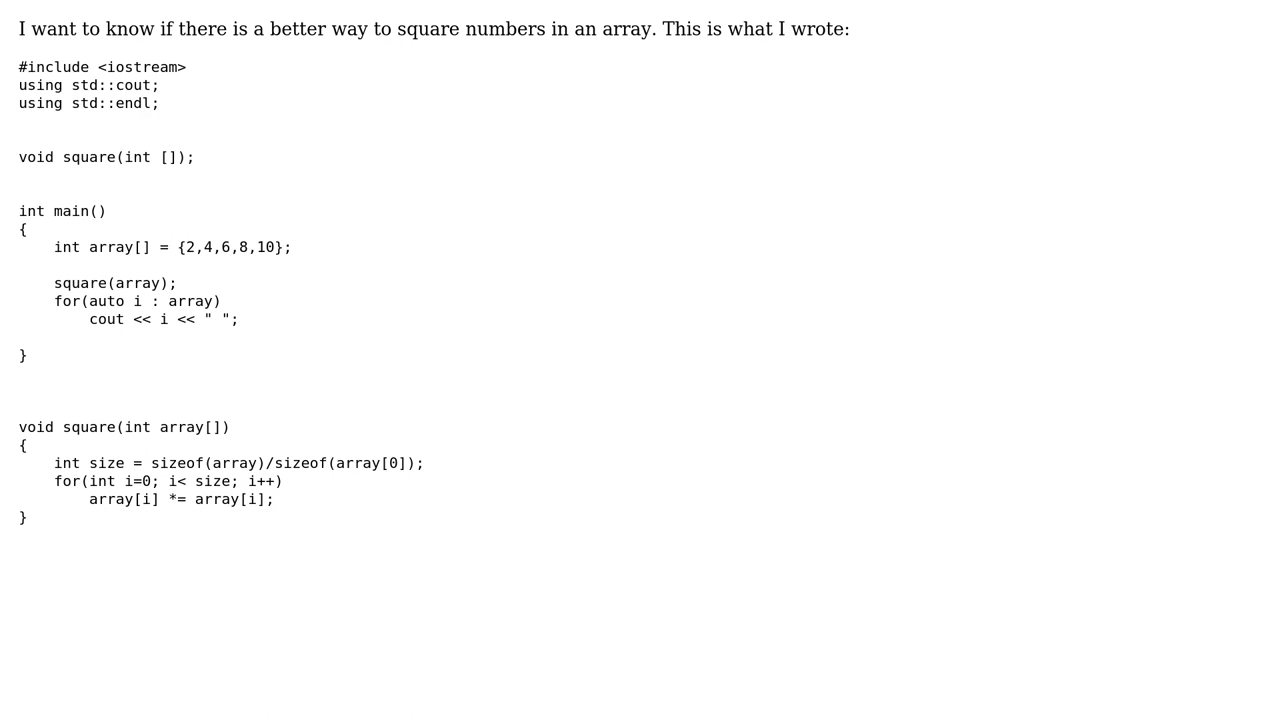 I want to know if there is a better way to square numbers in an array. This is what I wrote:
#include <iostream>
using std::cout;
using std::endl;
void square(int []);
int main()
{
    int array[] = {2,4,6,8,10};
    square(array);
    for(auto i : array)
        cout << i << " ";
}
void square(int array[])
{
    int size = sizeof(array)/sizeof(array[0]);
    for(int i=0; i< size; i++)
        array[i] *= array[i];
}